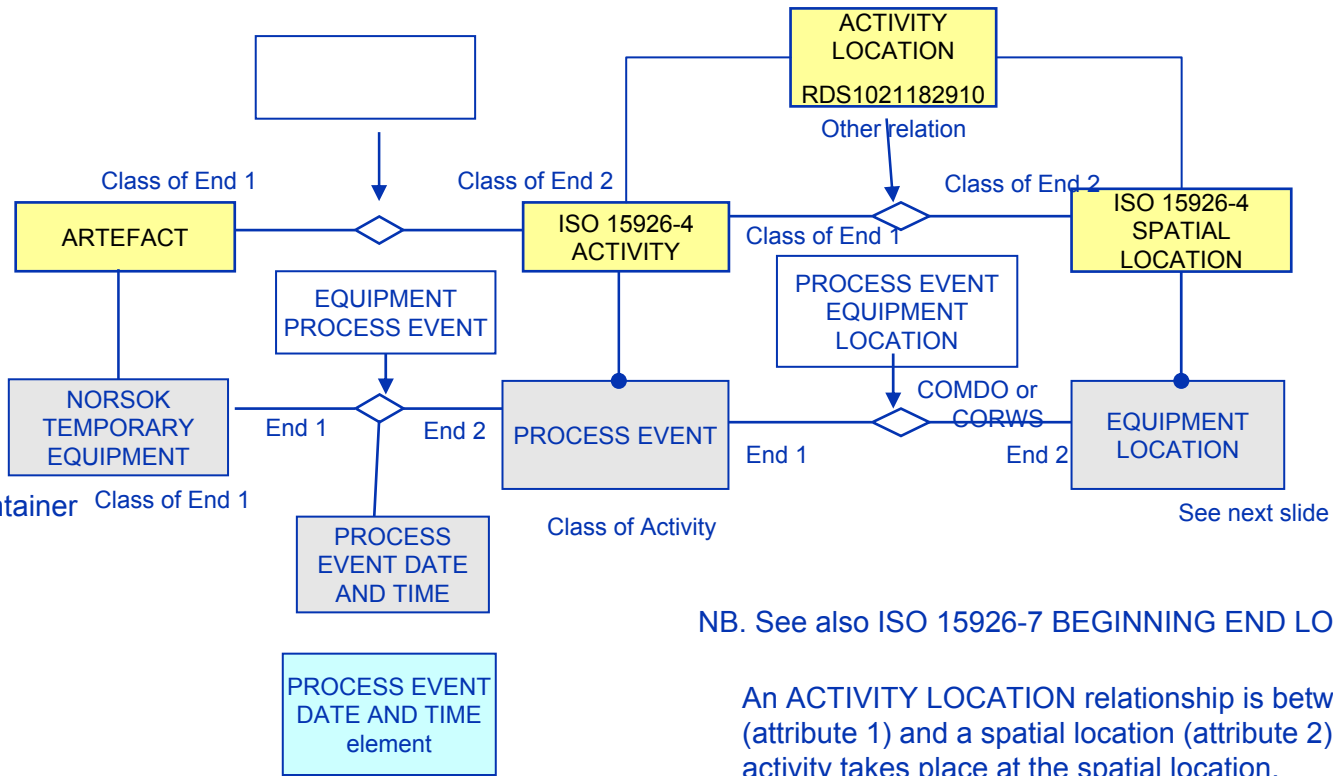 ACTIVITY
LOCATION
RDS1021182910
Other relation
Class of End 1
Class of End 2
Class of End 2
ARTEFACT
ISO 15926-4
ACTIVITY
Class of End 1
ISO 15926-4
SPATIAL
LOCATION
EQUIPMENT
PROCESS EVENT
PROCESS EVENT
EQUIPMENT
LOCATION
NORSOK
TEMPORARY
EQUIPMENT
End 1
End 2
PROCESS EVENT
COMDO or
CORWS
End 1
End 2
EQUIPMENT
LOCATION
ntainer
Class of End 1
Class of Activity
See next slide
PROCESS
EVENT DATE
AND TIME
NB. See also ISO 15926-7 BEGINNING END LO
PROCESS EVENT
DATE AND TIME
element
An ACTIVITY LOCATION relationship is betw
(attribute 1) and a spatial location (attribute 2)
activity takes place at the spatial location.